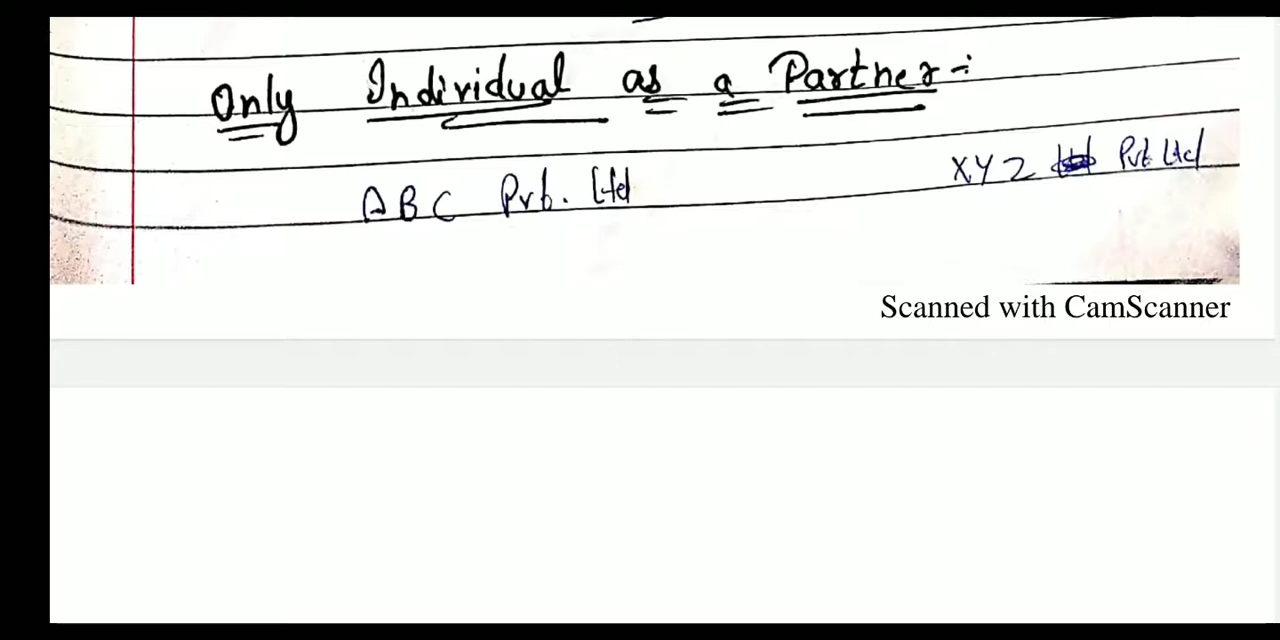 Only Individual as a Partner :-
ABC Pvt. Ltd XYZ Pvt Ltd
Scanned with CamScanner